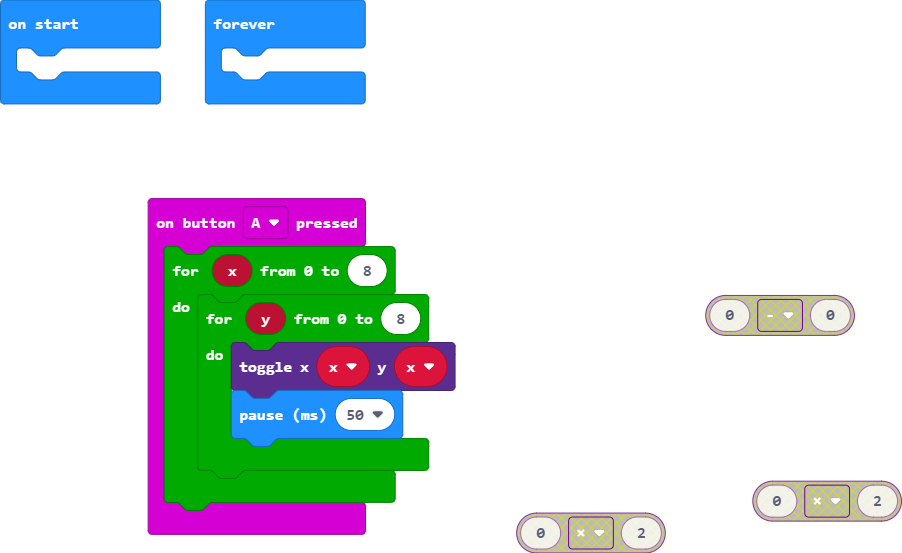 on start
forever
on button A pressed
for x from 0 to 8
do
for y from 0 to 8
do
toggle x x y x
pause (ms) 50
0 - 0
0 × 2
0 × 2